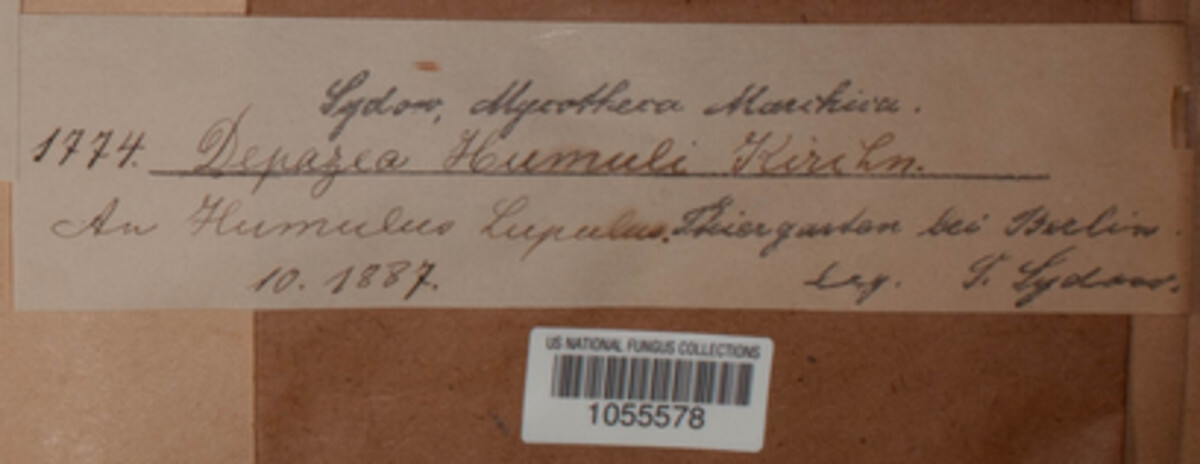 Sydow, Mycotheca Marchica.
1774. Depazea Humuli Kirchn.
An Humulus Lupulus. Thiergarten bei Berlin.
10. 1887. Leg. P. Sydow.
US NATIONAL FUNGUS COLLECTIONS
1055578